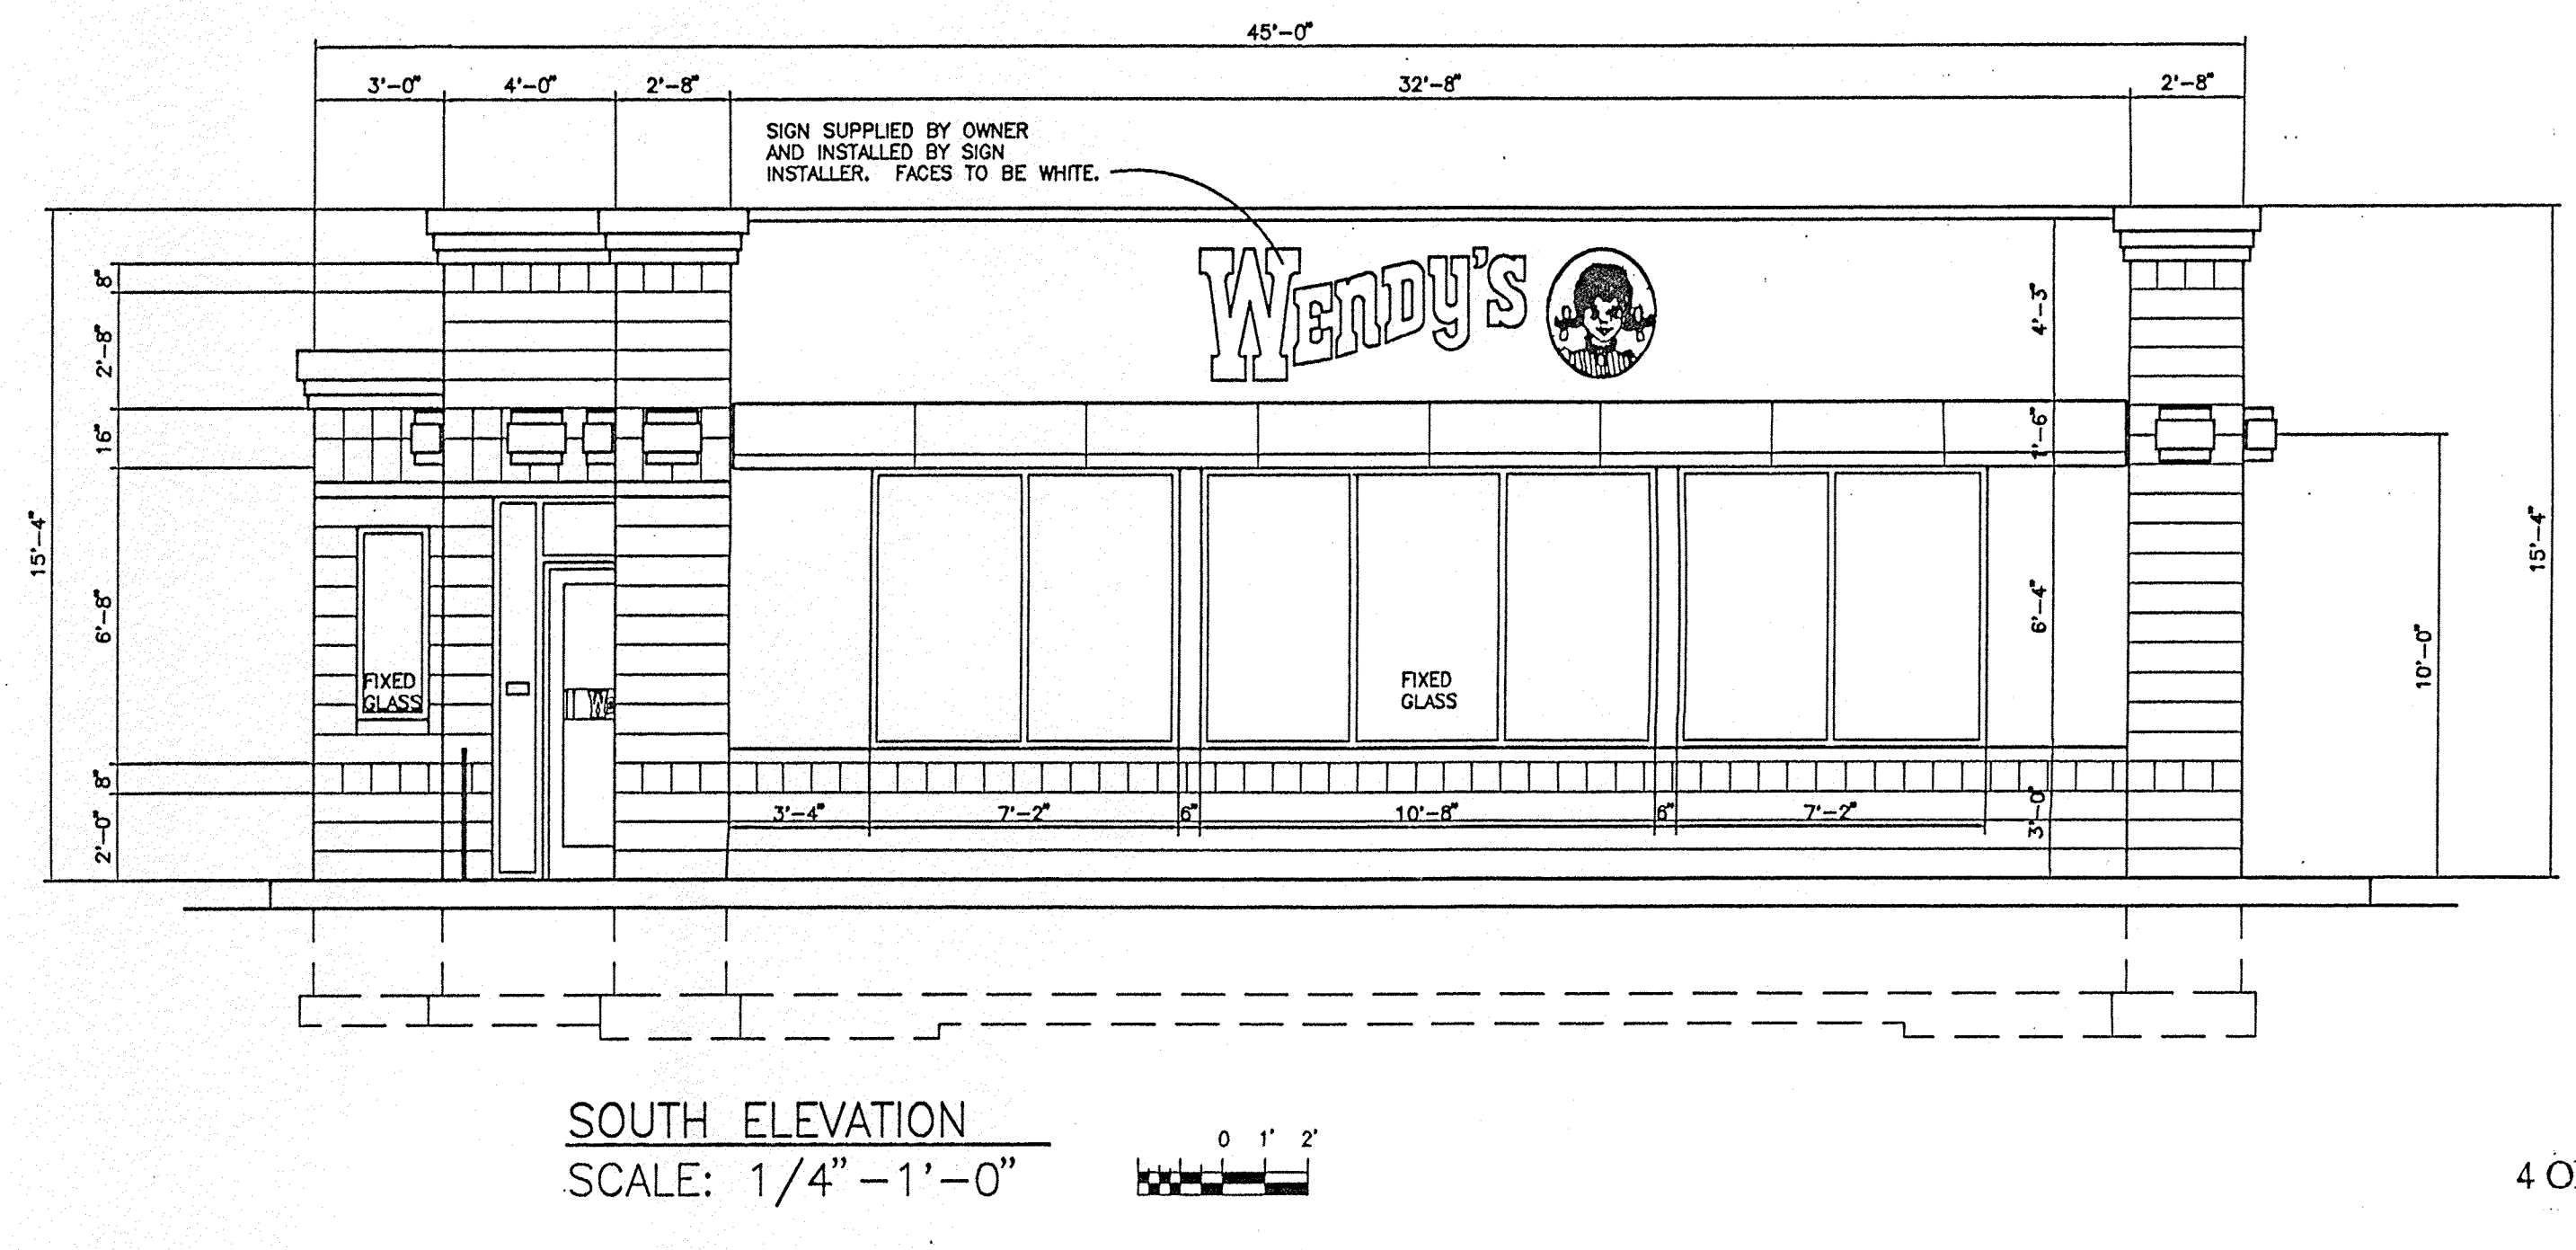 45'-0"
3'-0" 4'-0" 2'-8" 32'-8" 2'-8"
SIGN SUPPLIED BY OWNER
AND INSTALLED BY SIGN
INSTALLER. FACES TO BE WHITE.
WENDY'S
8"
2'-8"
16"
6'-8"
8"
2'-0"
15'-4"
4'-3"
1'-6"
6'-4"
3'-0"
10'-0"
15'-4"
FIXED
GLASS
We
FIXED
GLASS
3'-4" 7'-2" 6" 10'-8" 6" 7'-2"
SOUTH ELEVATION
SCALE: 1/4"-1'-0"
0 1' 2'
4 O